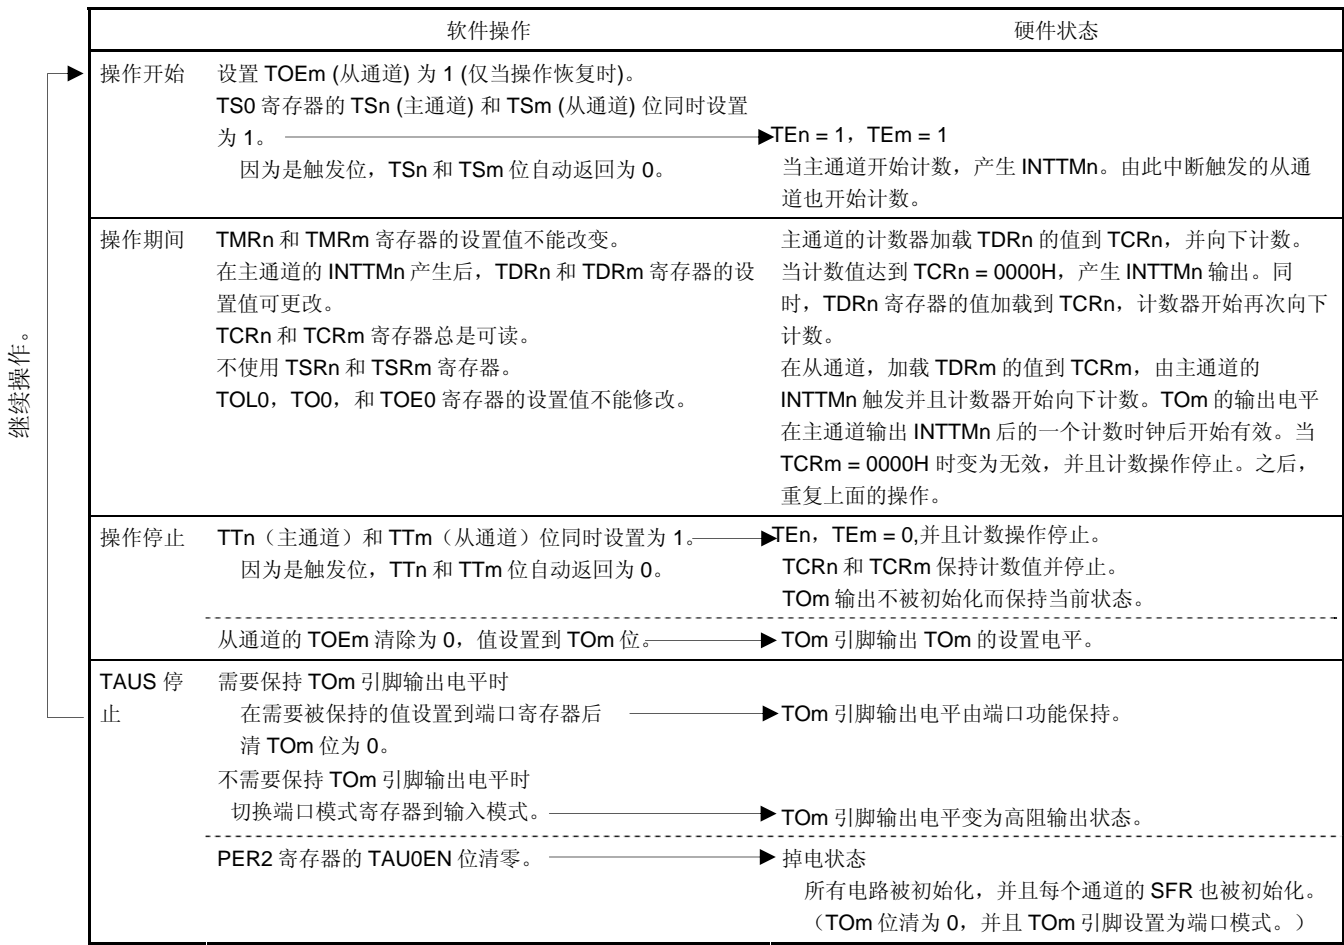 软件操作
硬件状态
操作开始
设置 TOEm (从通道) 为 1 (仅当操作恢复时)。
TS0 寄存器的 TSn (主通道) 和 TSm (从通道) 位同时设置
为 1。
因为是触发位，TSn 和 TSm 位自动返回为 0。
TEn = 1，TEm = 1
当主通道开始计数，产生 INTTMn。由此中断触发的从通
道也开始计数。
操作期间
TMRn 和 TMRm 寄存器的设置值不能改变。
在主通道的 INTTMn 产生后，TDRn 和 TDRm 寄存器的设
置值可更改。
TCRn 和 TCRm 寄存器总是可读。
不使用 TSRn 和 TSRm 寄存器。
TOL0，TO0，和 TOE0 寄存器的设置值不能修改。
主通道的计数器加载 TDRn 的值到 TCRn，并向下计数。
当计数值达到 TCRn = 0000H，产生 INTTMn 输出。同
时，TDRn 寄存器的值加载到 TCRn，计数器开始再次向下
计数。
在从通道，加载 TDRm 的值到 TCRm，由主通道的
INTTMn 触发并且计数器开始向下计数。TOm 的输出电平
在主通道输出 INTTMn 后的一个计数时钟后开始有效。当
TCRm = 0000H 时变为无效，并且计数操作停止。之后，
重复上面的操作。
继续操作。
操作停止
TTn（主通道）和 TTm（从通道）位同时设置为 1。
因为是触发位，TTn 和 TTm 位自动返回为 0。
TEn，TEm = 0,并且计数操作停止。
TCRn 和 TCRm 保持计数值并停止。
TOm 输出不被初始化而保持当前状态。
从通道的 TOEm 清除为 0，值设置到 TOm 位。
TOm 引脚输出 TOm 的设置电平。
TAUS 停
止
需要保持 TOm 引脚输出电平时
在需要被保持的值设置到端口寄存器后
清 TOm 位为 0。
TOm 引脚输出电平由端口功能保持。
不需要保持 TOm 引脚输出电平时
切换端口模式寄存器到输入模式。
TOm 引脚输出电平变为高阻输出状态。
PER2 寄存器的 TAU0EN 位清零。
掉电状态
所有电路被初始化，并且每个通道的 SFR 也被初始化。
（TOm 位清为 0，并且 TOm 引脚设置为端口模式。）